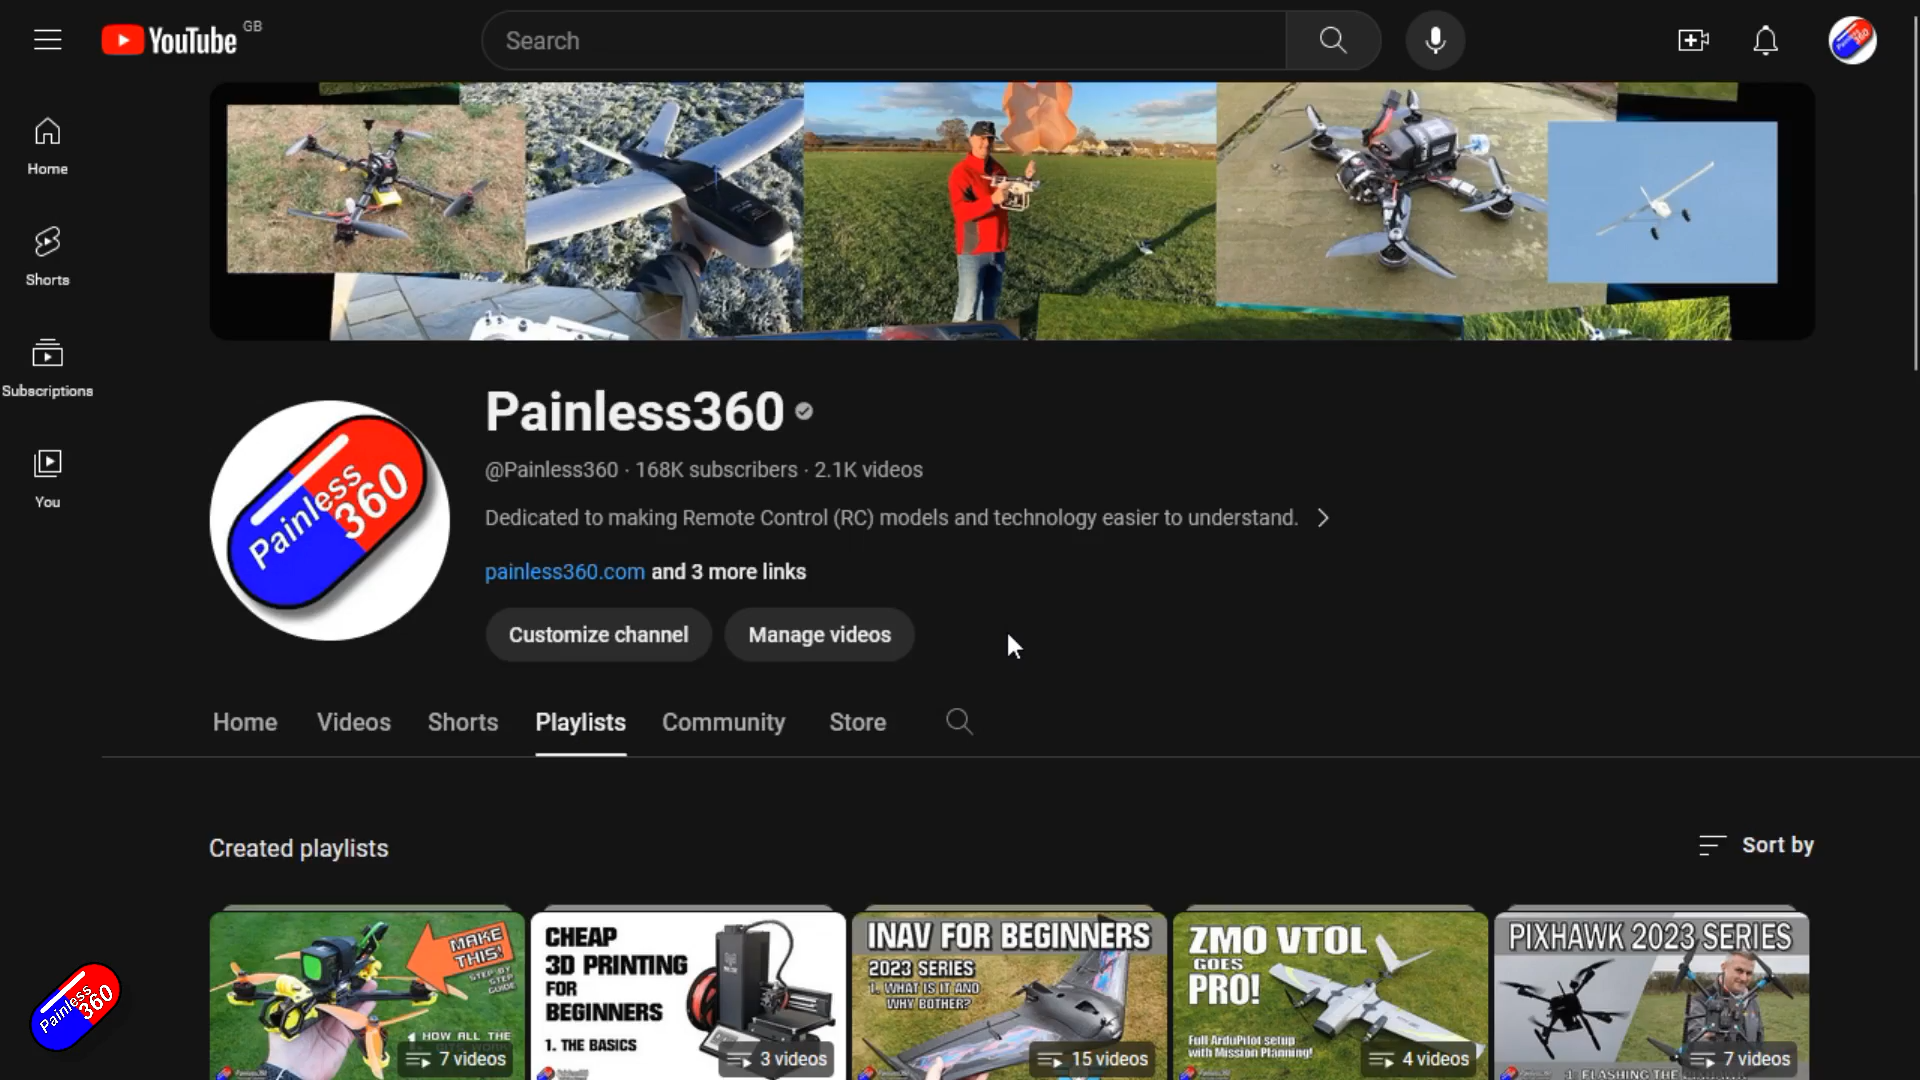 YouTube GB
Search
Home
Shorts
Subscriptions
You
Painless360
Painless
360
@Painless360 · 168K subscribers · 2.1K videos
Dedicated to making Remote Control (RC) models and technology easier to understand.
painless360.com and 3 more links
Customize channel Manage videos
Home Videos Shorts Playlists Community Store
Created playlists
Sort by
MAKE
THIS!
STEP-BY
STEP
GUIDE
1. HOW ALL THE
7 videos
CHEAP
3D PRINTING
FOR
BEGINNERS
1. THE BASICS
3 videos
INAV FOR BEGINNERS
2023 SERIES
1. WHAT IS IT AND
WHY BOTHER?
15 videos
ZMO VTOL
GOES
PRO!
Full ArduPilot setup
with Mission Planning!
4 videos
PIXHAWK 2023 SERIES
7 videos
1. FLASHING THE
Painless
360